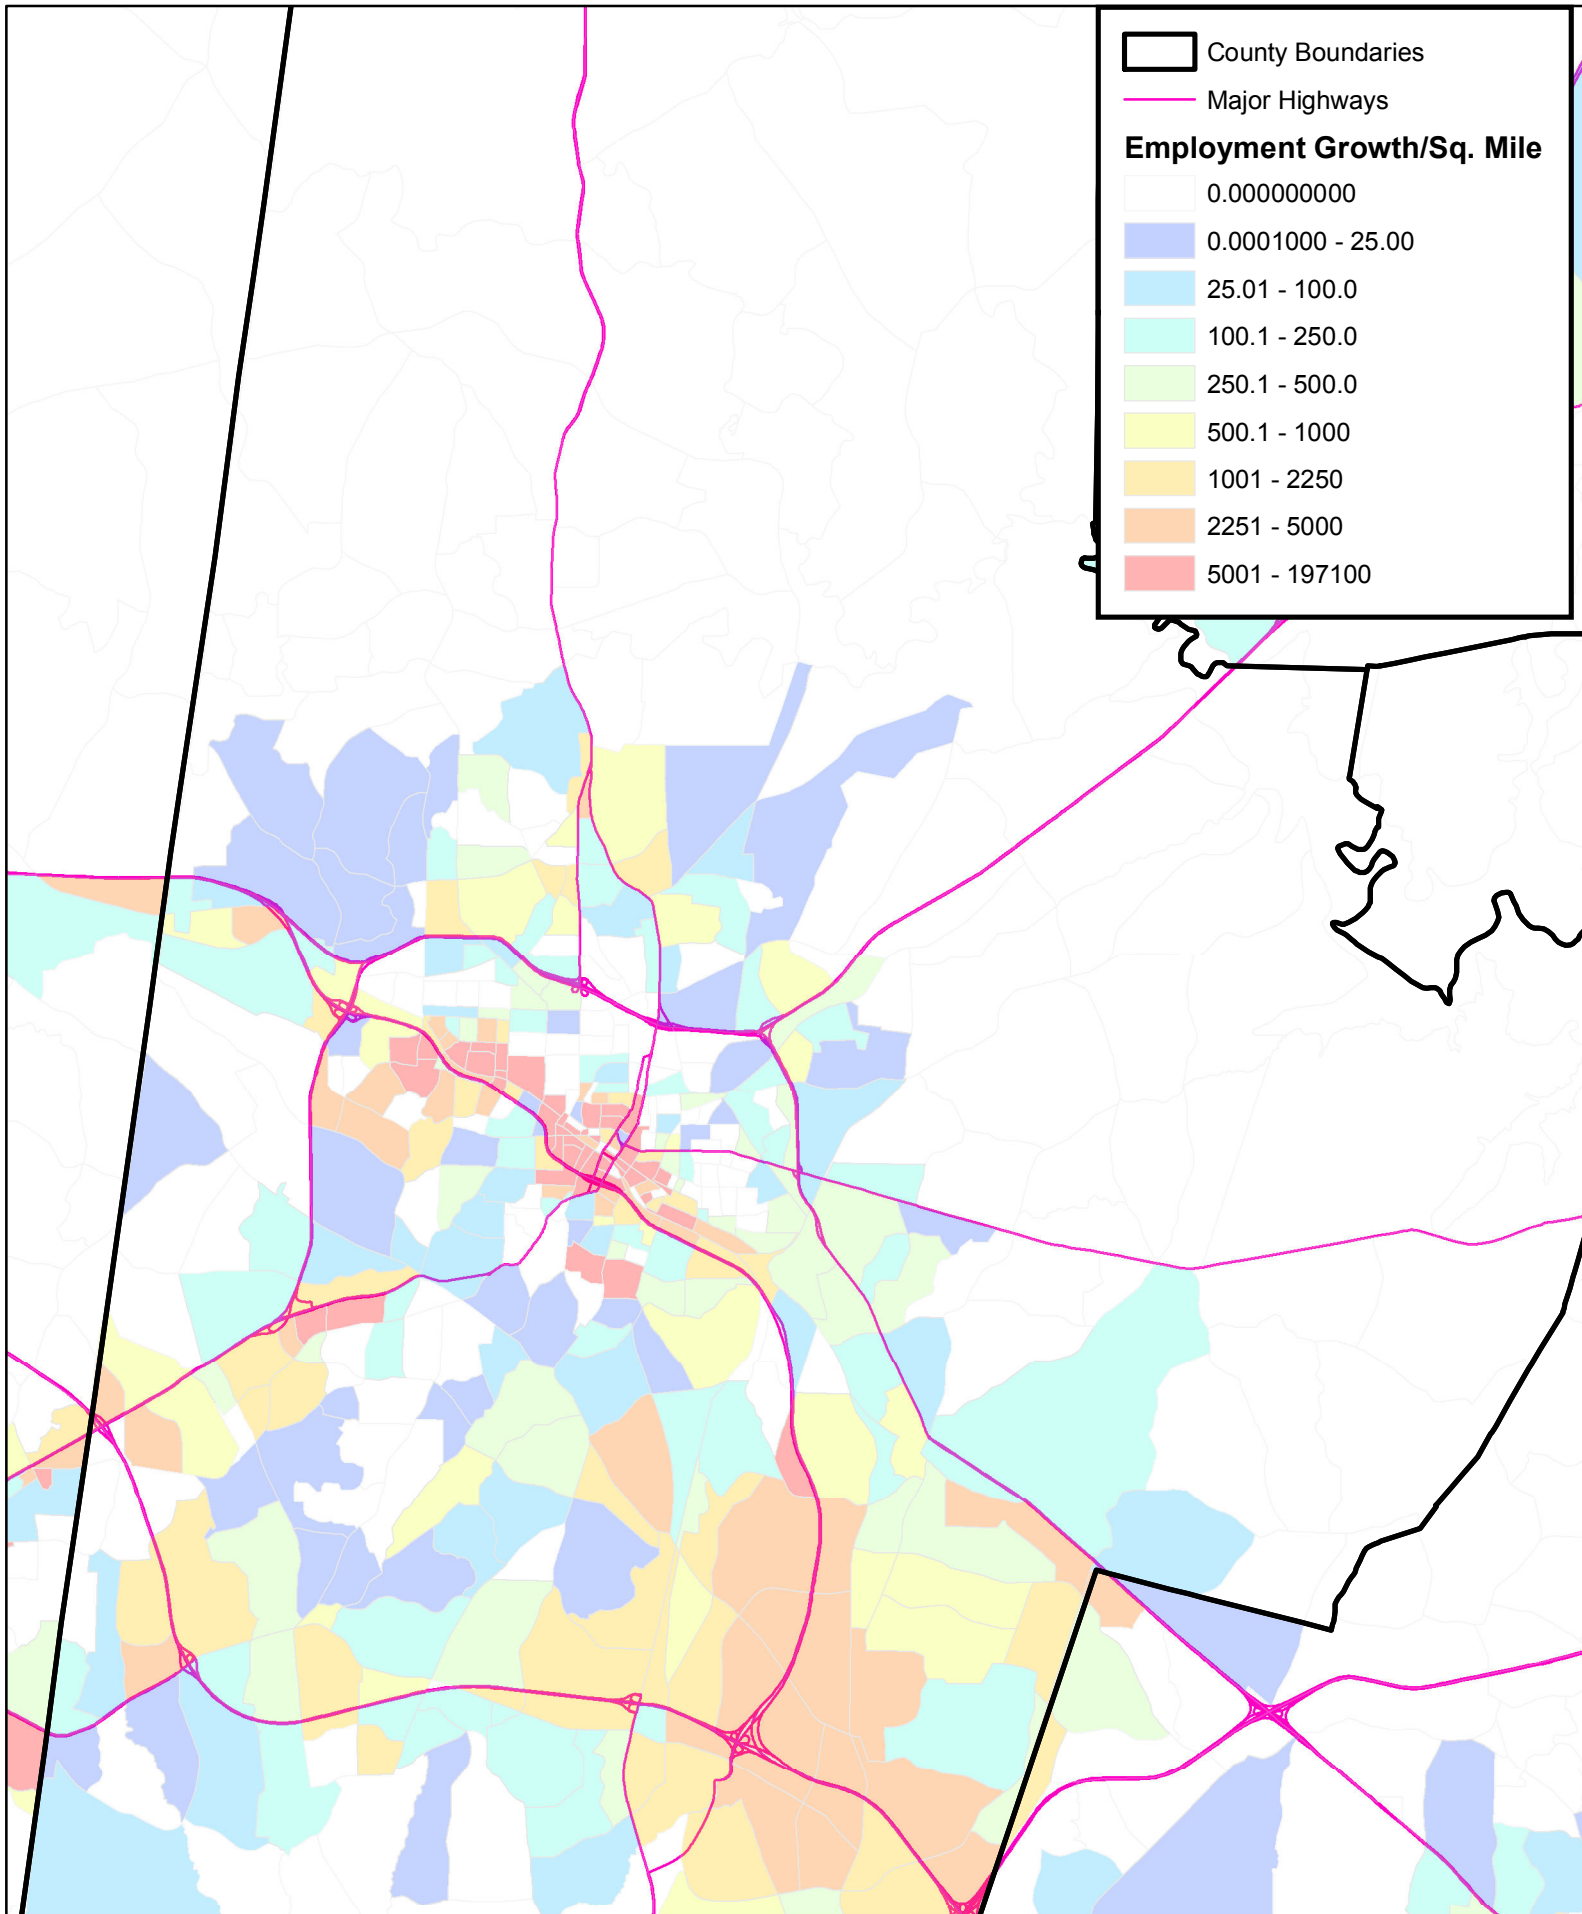 County Boundaries
Major Highways
Employment Growth/Sq. Mile
0.000000000
0.0001000 - 25.00
25.01 - 100.0
100.1 - 250.0
250.1 - 500.0
500.1 - 1000
1001 - 2250
2251 - 5000
5001 - 197100